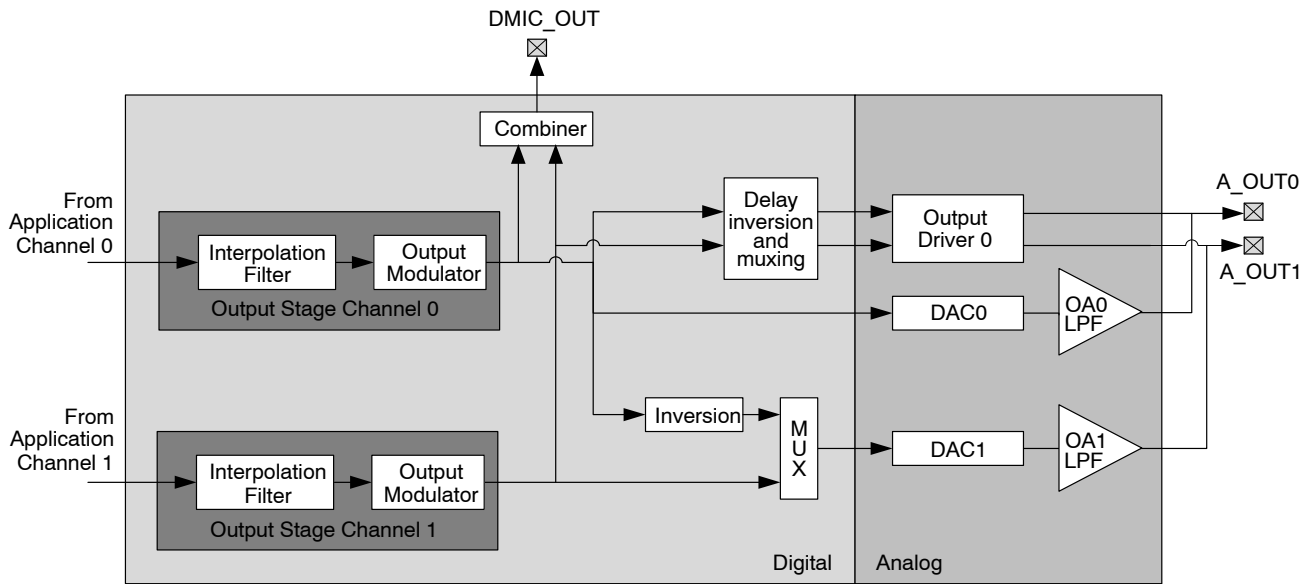 DMIC_OUT
Combiner
From
Application
Channel 0
Interpolation
Filter
Output
Modulator
Output Stage Channel 0
Delay
inversion
and
muxing
Output
Driver 0
A_OUT0
A_OUT1
DAC0
OA0
LPF
From
Application
Channel 1
Interpolation
Filter
Output
Modulator
Output Stage Channel 1
Inversion
M
U
X
DAC1
OA1
LPF
Digital
Analog